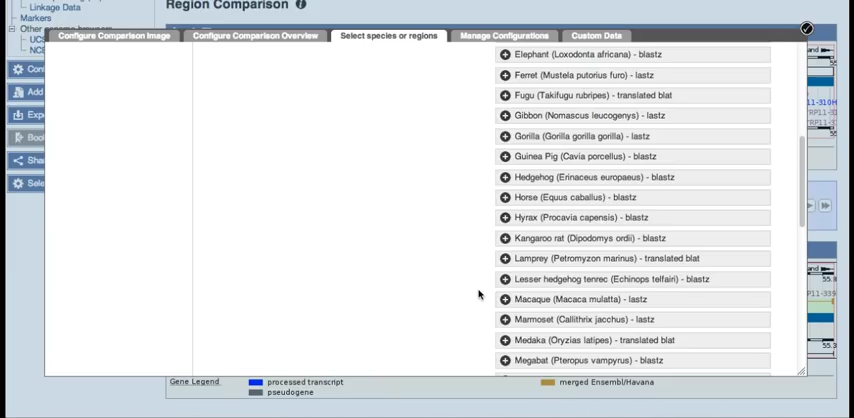 Linkage Data
Region Comparison
Markers
Configure Comparison Image
Configure Comparison Overview
Select species or regions
Manage Configurations
Custom Data
Elephant (Loxodonta africana) - blastz
Ferret (Mustela putorius furo) - lastz
Fugu (Takifugu rubripes) - translated blat
Gibbon (Nomascus leucogenys) - lastz
Gorilla (Gorilla gorilla gorilla) - lastz
Guinea Pig (Cavia porcellus) - blastz
Hedgehog (Erinaceus europaeus) - blastz
Horse (Equus caballus) - blastz
Hyrax (Procavia capensis) - blastz
Kangaroo rat (Dipodomys ordii) - blastz
Lamprey (Petromyzon marinus) - translated blat
Lesser hedgehog tenrec (Echinops telfairi) - blastz
Macaque (Macaca mulatta) - lastz
Marmoset (Callithrix jacchus) - lastz
Medaka (Oryzias latipes) - translated blat
Megabat (Pteropus vampyrus) - blastz
Gene Legend
processed transcript
merged Ensembl/Havana
pseudogene